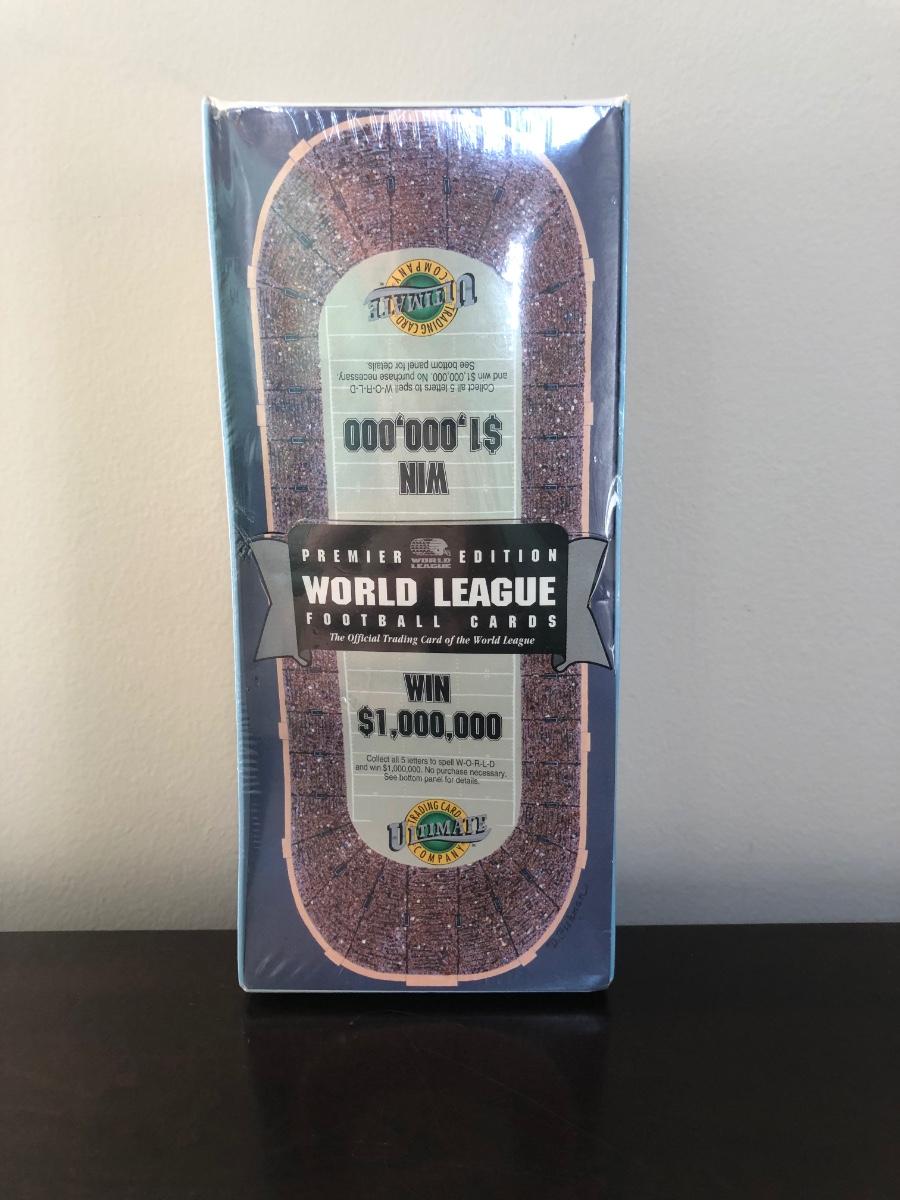 ULTIMATE
TRADING CARD
COMPANY
Collect all 5 letters to spell W-O-R-L-D
and win $1,000,000. No purchase necessary.
See bottom panel for details.
WIN
$1,000,000
PREMIER WORLD LEAGUE EDITION
WORLD LEAGUE
FOOTBALL CARDS
The Official Trading Card of the World League
WIN
$1,000,000
Collect all 5 letters to spell W-O-R-L-D
and win $1,000,000. No purchase necessary.
See bottom panel for details.
TRADING CARD
ULTIMATE
COMPANY